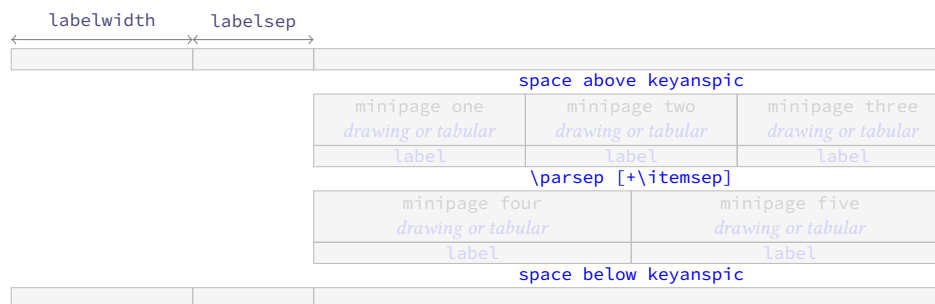 labelwidth labelsep
space above keyanspic
minipage one minipage two minipage three
drawing or tabular drawing or tabular drawing or tabular
label label label
\parsep [+\itemsep]
minipage four minipage five
drawing or tabular drawing or tabular
label label
space below keyanspic